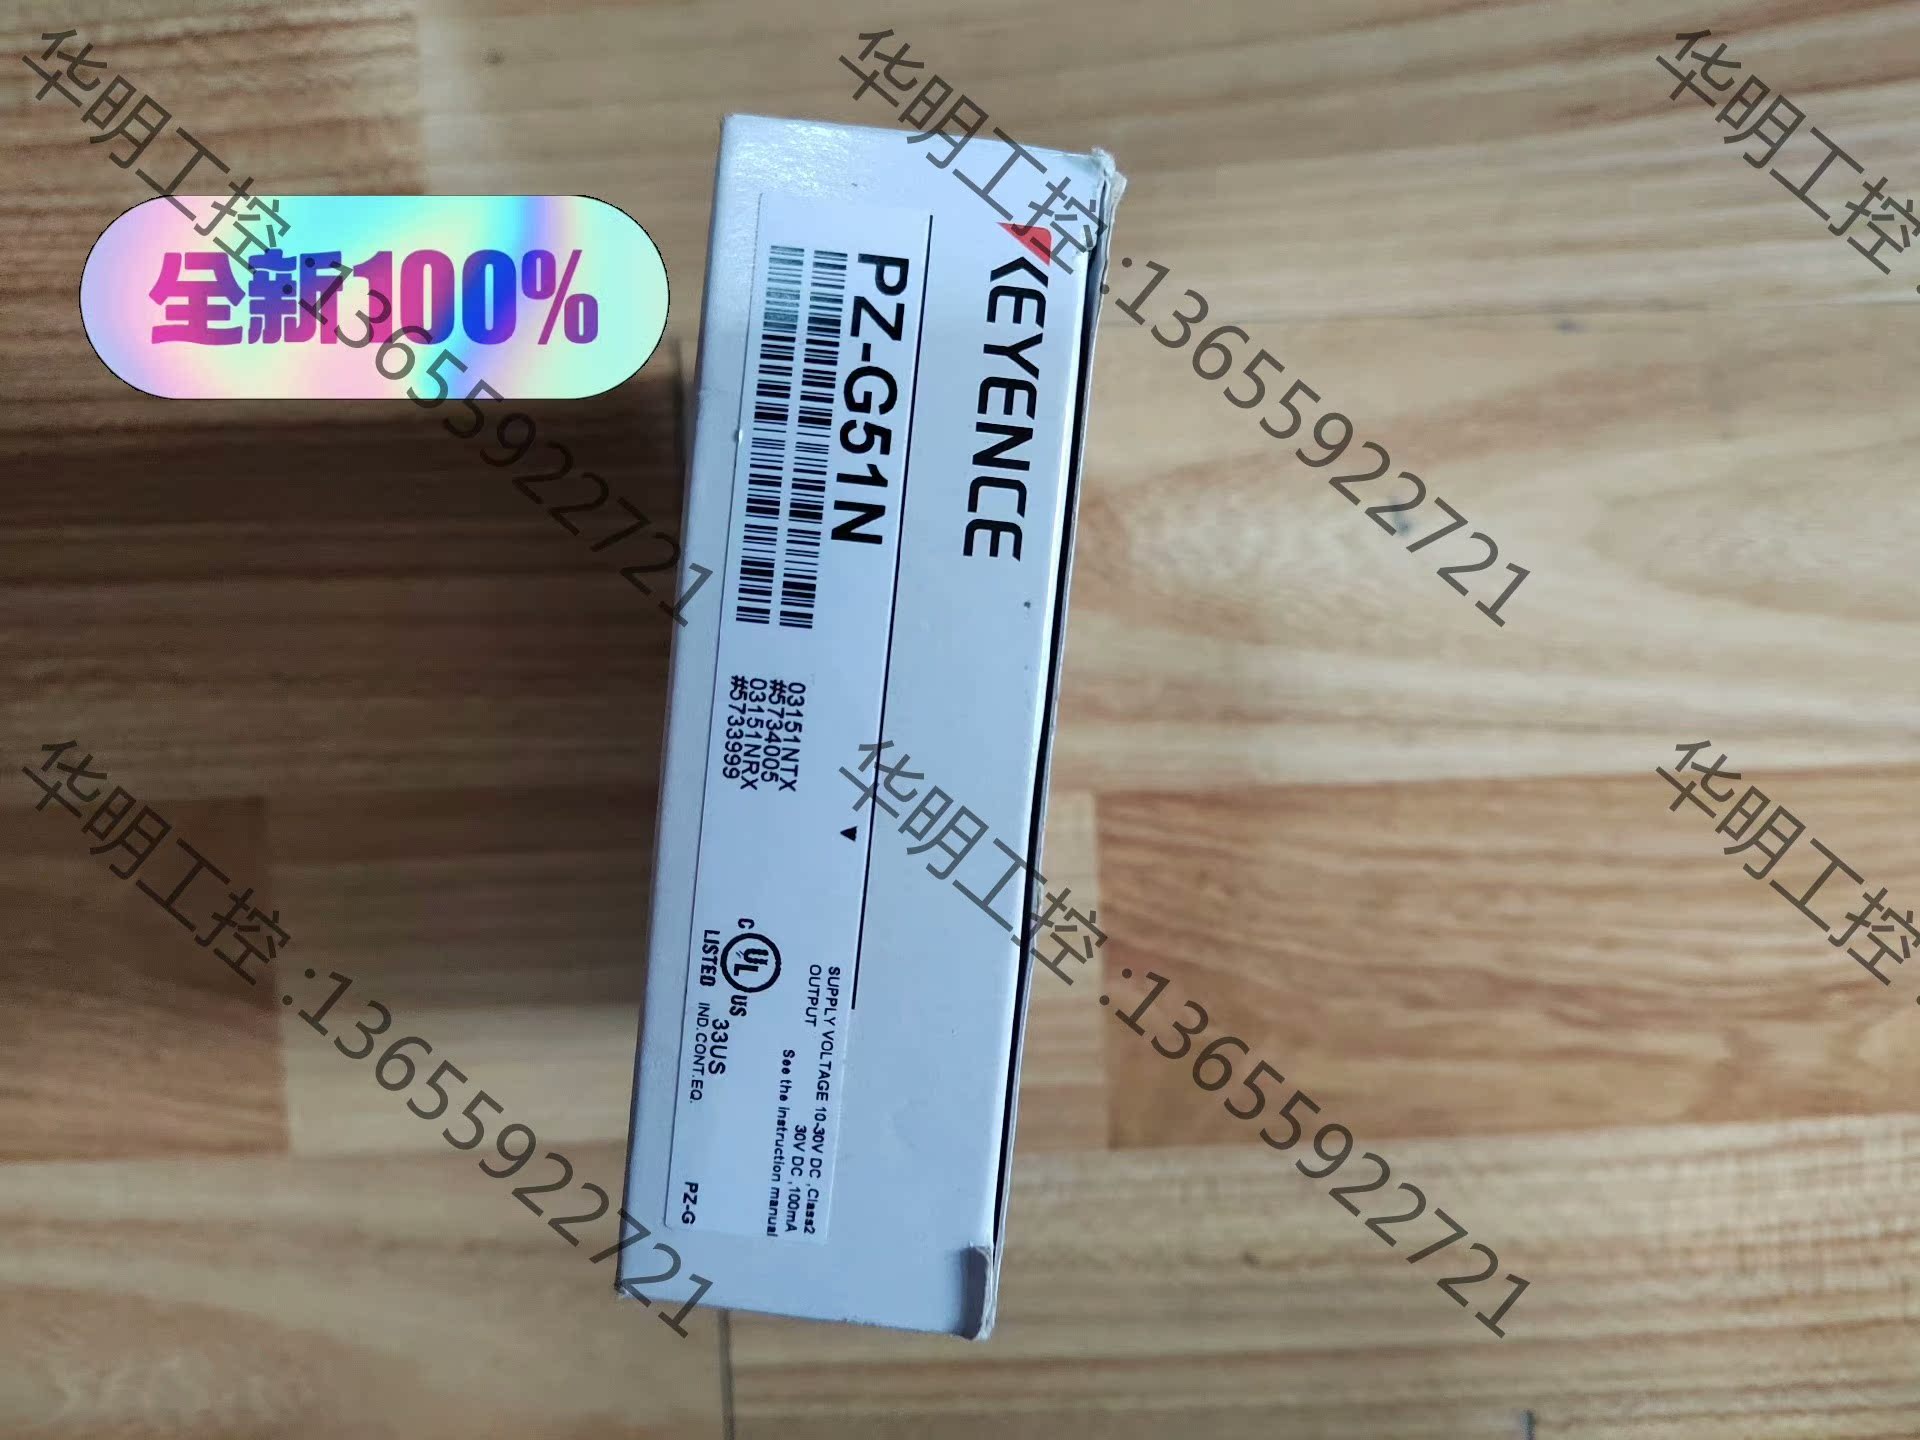 全新100%
KEYENCE
PZ-G51N
03151NTX
#5734005
03151NRX
#5733999
SUPPLY VOLTAGE 10-30V DC ,Class2
OUTPUT 30V DC ,100mA
See the instruction manual
C UL US
LISTED
33US
IND.CONT.EQ.
PZ-G
华明工控 :13655922721
华明工控 :13655922721
华明工控
华明工控 :13655922721
华明工控 :13655922721
华明工控